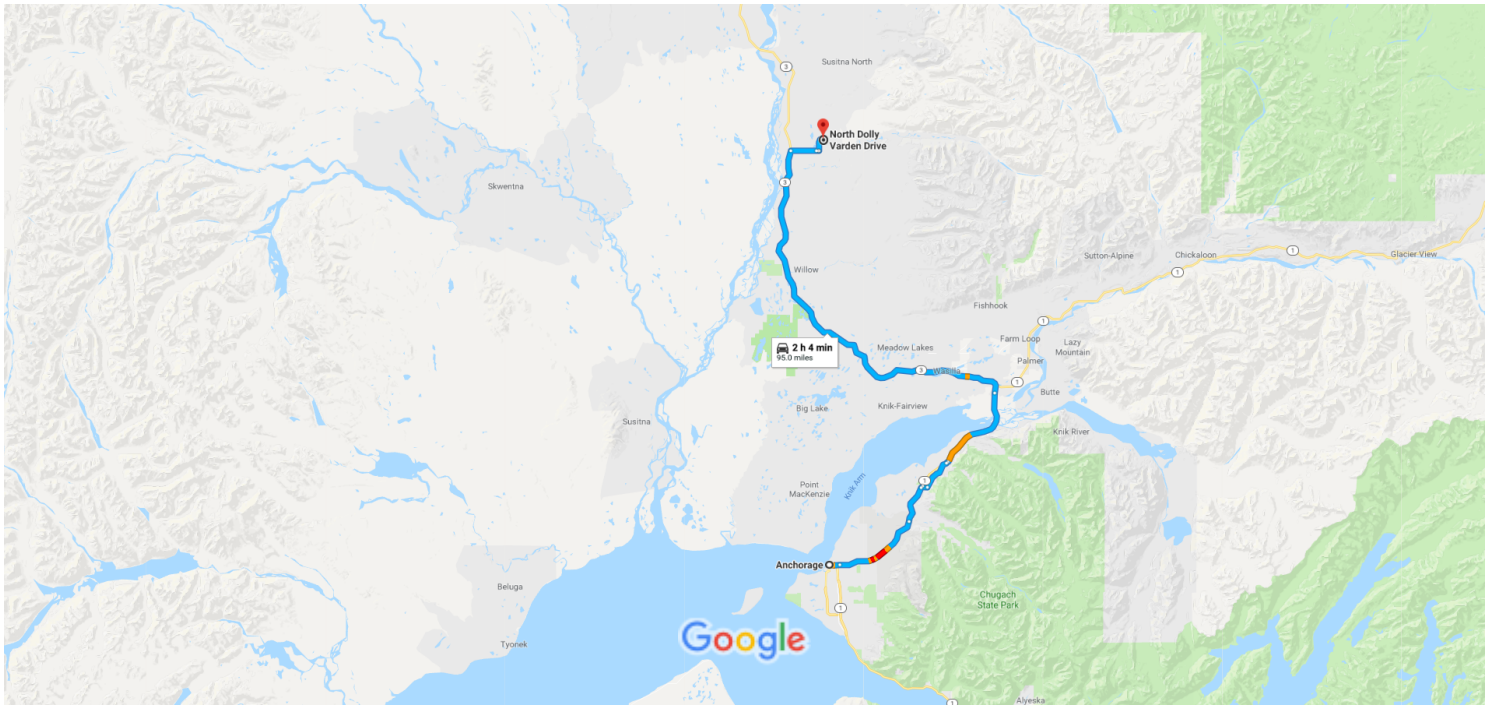 3
Susitna North
North Dolly
Varden Drive
Skwentna
3
1
Sutton-Alpine
Chickaloon
1
Glacier View
Willow
Fishhook
1
2 h 4 min
95.0 miles
Meadow Lakes
Farm Loop
Lazy
Mountain
Palmer
3
Wasilla
1
Butte
Big Lake
Knik-Fairview
Susitna
Knik River
Point
MacKenzie
Knik Arm
1
Anchorage
Beluga
Chugach
State Park
1
Google
Tyonek
Alyeska
1